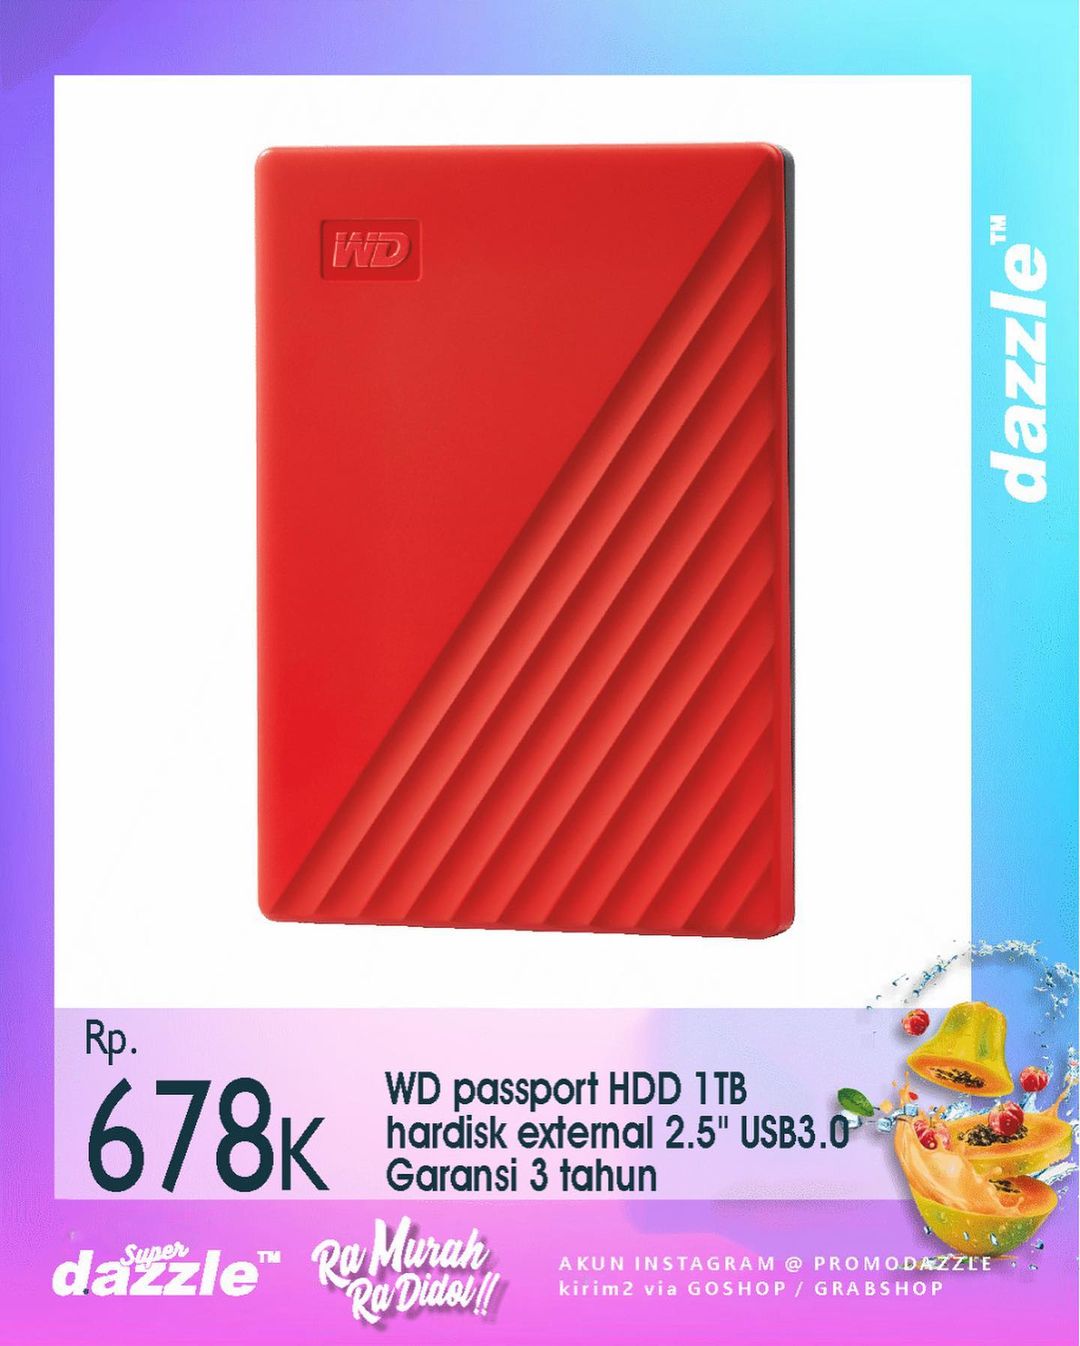 WD
dazzle™
Rp.
678K
WD passport HDD 1TB
hardisk external 2.5" USB3.0
Garansi 3 tahun
Super
dazzle™
Ra Murah
Ra Didol!!
AKUN INSTAGRAM @ PROMODAZZLE
kirim2 via GOSHOP / GRABSHOP